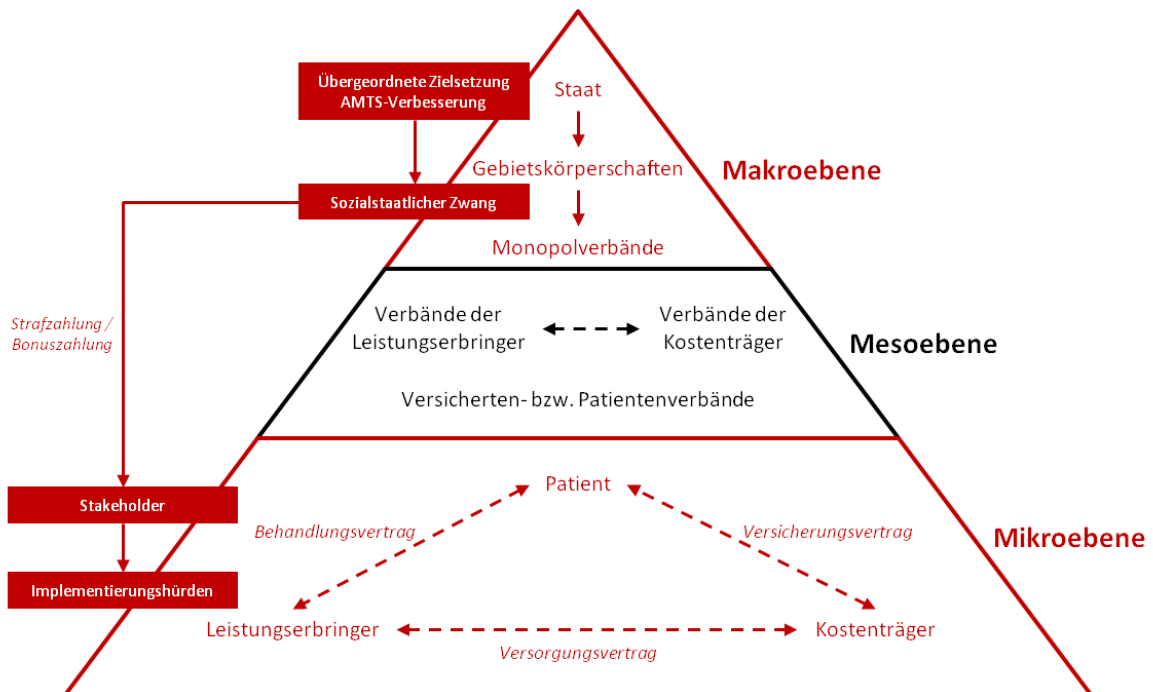 Übergeordnete Zielsetzung
AMTS-Verbesserung
Staat
Gebietskörperschaften
Makroebene
Sozialstaatlicher Zwang
Monopolverbände
Strafzahlung /
Bonuszahlung
Verbände der
Leistungserbringer
Verbände der
Kostenträger
Mesoebene
Versicherten- bzw. Patientenverbände
Patient
Stakeholder
Behandlungsvertrag
Versicherungsvertrag
Mikroebene
Implementierungshürden
Leistungserbringer
Kostenträger
Versorgungsvertrag